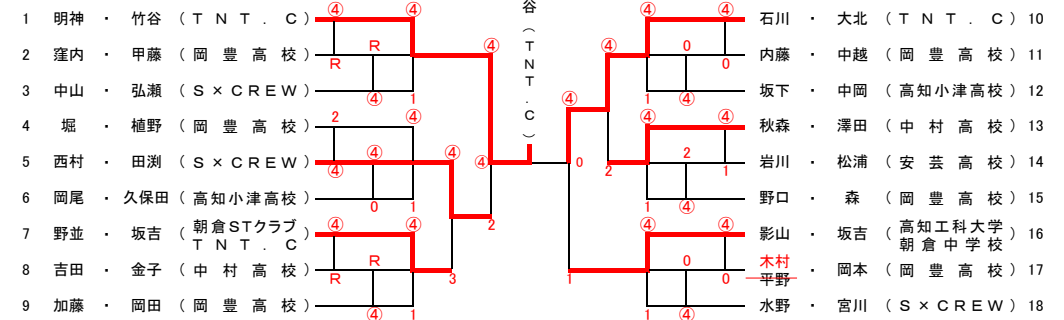 1 明神 ・ 竹谷 （ＴＮＴ．Ｃ）
2 窪内 ・ 甲藤 （岡豊高校）
3 中山 ・ 弘瀬 （Ｓ×ＣＲＥＷ）
4 堀 ・ 植野 （岡豊高校）
5 西村 ・ 田渕 （Ｓ×ＣＲＥＷ）
6 岡尾 ・ 久保田 （高知小津高校）
7 野並 ・ 坂吉 （朝倉STクラブ
ＴＮＴ．Ｃ）
8 吉田 ・ 金子 （中村高校）
9 加藤 ・ 岡田 （岡豊高校）
④ ④
R
R
④ 1
2 ④
④
④
0 1
④ ④
R
R
④ 1
④
④
3
④
2
谷（ＴＮＴ．Ｃ）
0
④
1
④
2
④ ④
0
0
1 ④
④ ④
2
1
1 ④
④ ④
0
0
1 ④
石川 ・ 大北 （ＴＮＴ．Ｃ） 10
内藤 ・ 中越 （岡豊高校） 11
坂下 ・ 中岡 （高知小津高校） 12
秋森 ・ 澤田 （中村高校） 13
岩川 ・ 松浦 （安芸高校） 14
野口 ・ 森 （岡豊高校） 15
影山 ・ 坂吉 （高知工科大学
朝倉中学校） 16
木村
平野 ・ 岡本 （岡豊高校） 17
水野 ・ 宮川 （Ｓ×ＣＲＥＷ） 18